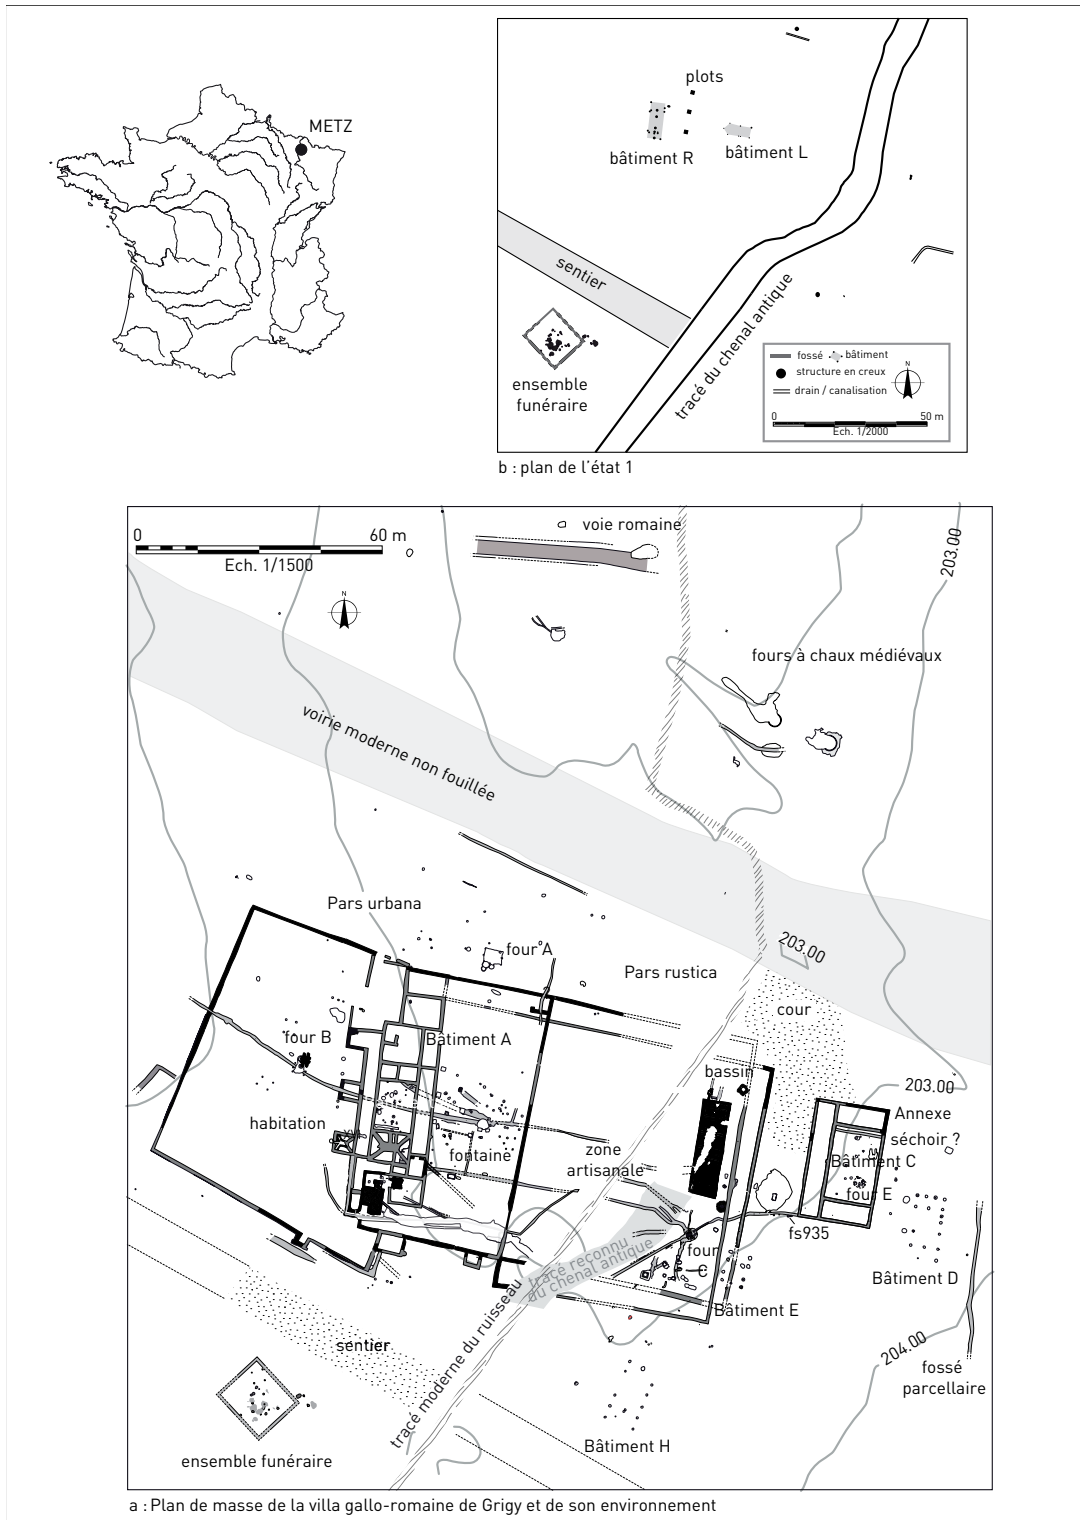 METZ
plots
bâtiment R
bâtiment L
sentier
tracé du chenal antique
ensemble
funéraire
fossé
bâtiment
structure en creux
drain / canalisation
N
0
50 m
Ech. 1/2000
b : plan de l'état 1
0
60 m
Ech. 1/1500
N
voie romaine
203.00
fours à chaux médiévaux
voirie moderne non fouillée
Pars urbana
four A
Pars rustica
203.00
cour
four B
Bâtiment A
bassin
203.00
Annexe
habitation
séchoir ?
fontaine
zone
artisanale
Bâtiment C
four E
fs935
tracé reconnu
du chenal antique
four
C
Bâtiment D
Bâtiment E
sentier
tracé moderne du ruisseau
204.00
fossé
parcellaire
Bâtiment H
ensemble funéraire
a : Plan de masse de la villa gallo-romaine de Grigy et de son environnement